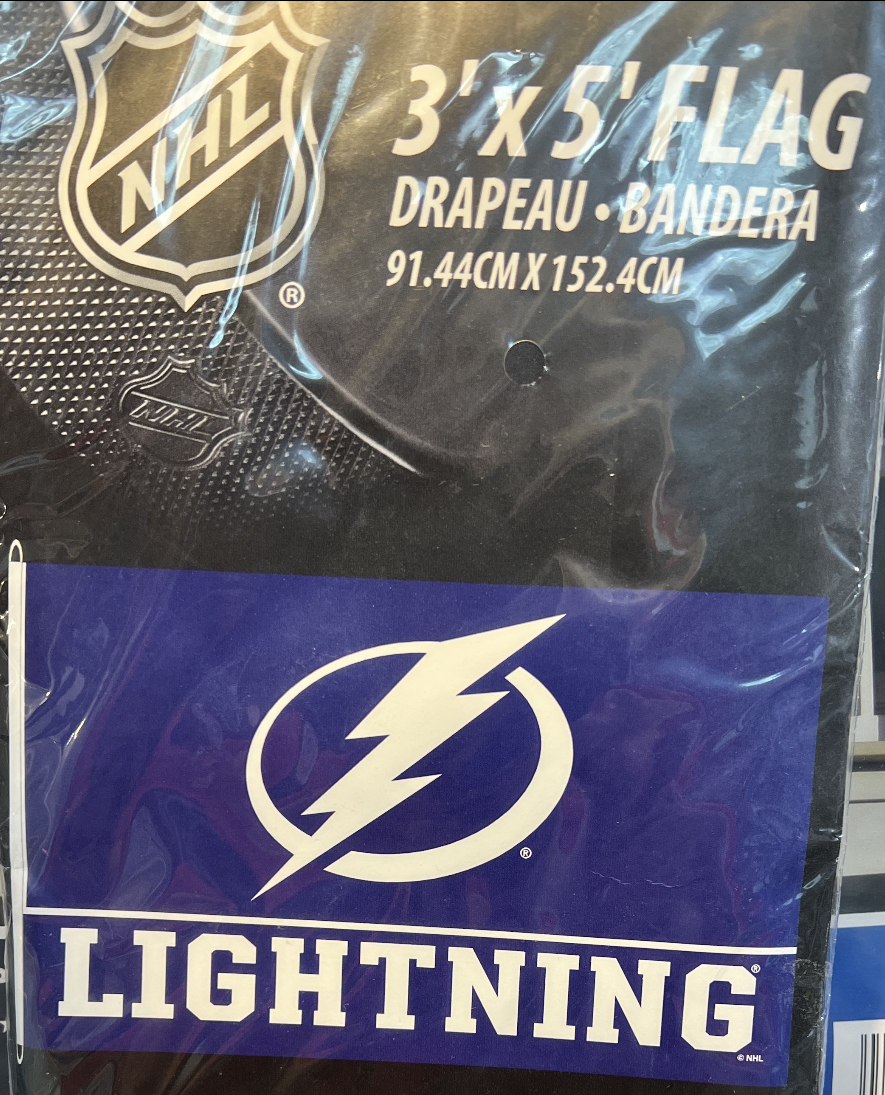 NHL
®
3' x 5' FLAG
DRAPEAU • BANDERA
91.44CM X 152.4CM
NHL
®
LIGHTNING®
© NHL